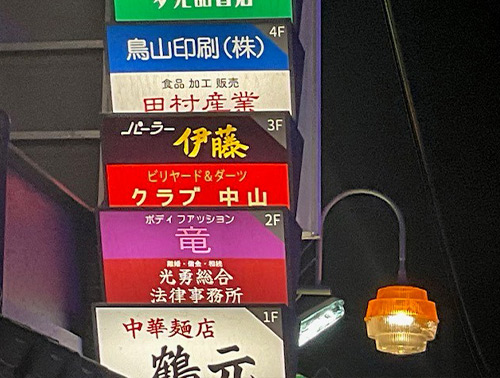 鳥山印刷(株)
4F
食品 加工 販売
田村産業
パーラー 伊藤
3F
ビリヤード&ダーツ
クラブ 中山
ボディ ファッション
2F
竜
離婚・借金・相続
光勇総合
法律事務所
1F
中華麺店
鶴元